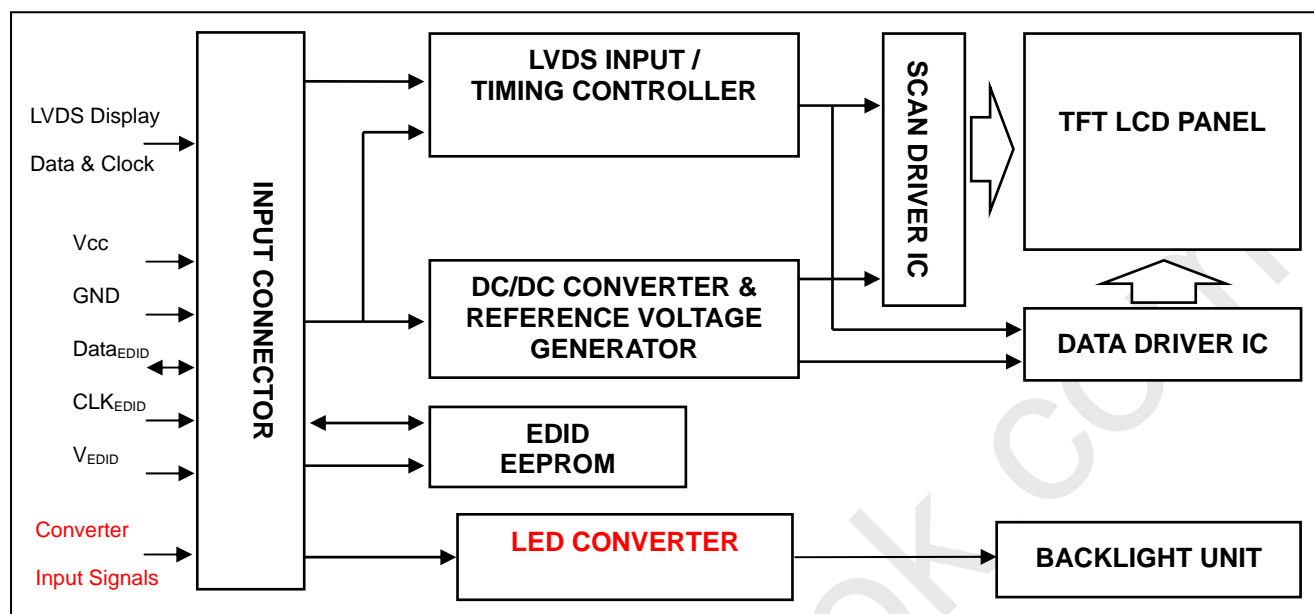 LVDS Display
Data & Clock
Vcc
GND
DataEDID
CLKEDID
VEDID
Converter
Input Signals
INPUT CONNECTOR
LVDS INPUT /
TIMING CONTROLLER
DC/DC CONVERTER &
REFERENCE VOLTAGE
GENERATOR
EDID
EEPROM
LED CONVERTER
SCAN DRIVER IC
TFT LCD PANEL
DATA DRIVER IC
BACKLIGHT UNIT